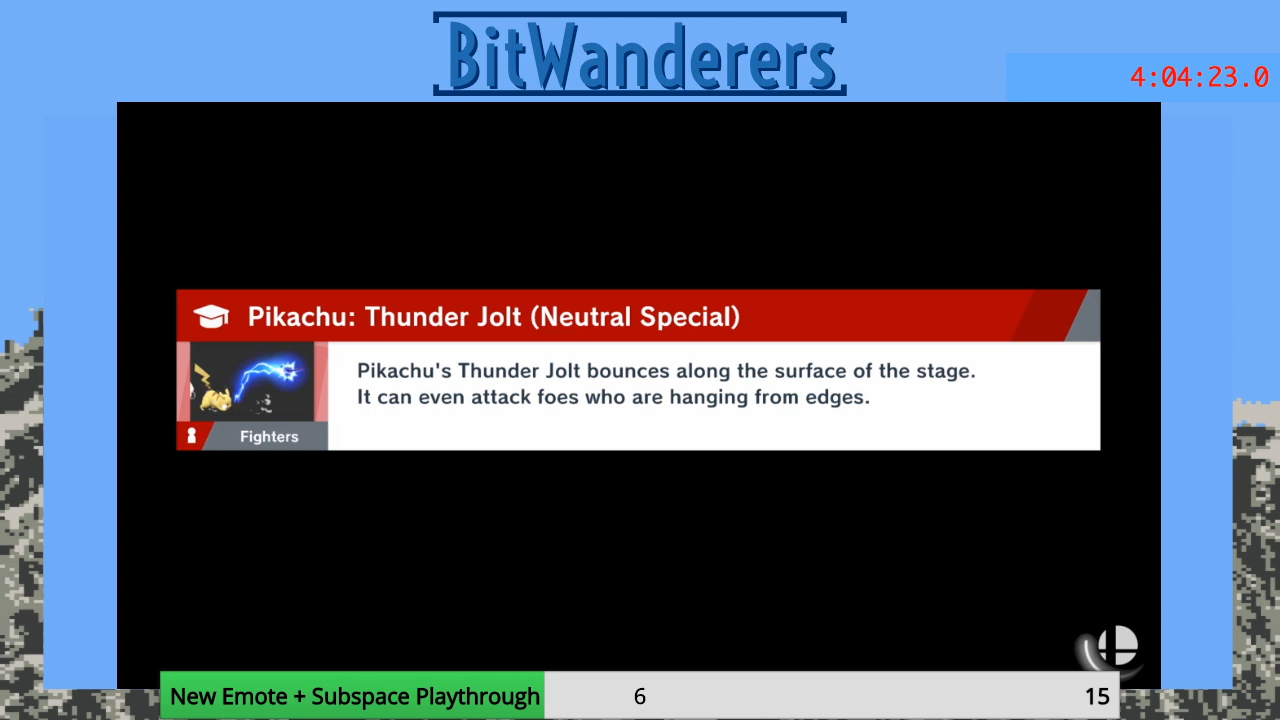 BitWanderers
4:04:23.0
Pikachu: Thunder Jolt (Neutral Special)
Pikachu's Thunder Jolt bounces along the surface of the stage.
It can even attack foes who are hanging from edges.
Fighters
New Emote + Subspace Playthrough 6 15